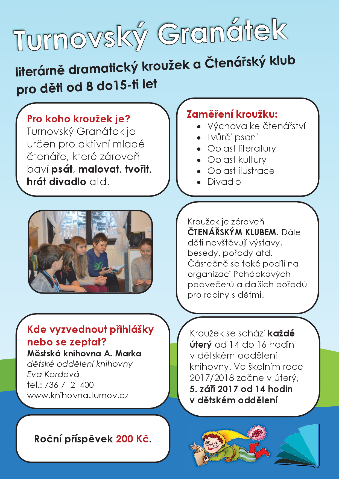 Turnovský Granátek
literárně dramatický kroužek a Čtenářský klub
pro děti od 8 do15-ti let
Pro koho kroužek je?
Turnovský Granátek je
určen pro aktivní mladé
čtenáře, které zároveň
baví psát, malovat, tvořit,
hrát divadlo atd.
Zaměření kroužku:
• Výchova ke čtenářství
• Tvůrčí psaní
• Oblast literatury
• Oblast kultury
• Oblast ilustrace
• Divadlo
Kroužek je zároveň
ČTENÁŘSKÝM KLUBEM. Dále
děti navštěvují výstavy,
besedy, pořady atd.
Částečně se také podílí na
organizaci Pohádkových
podvečerů a dalších pořadů
pro rodiny s dětmi.
Kde vyzvednout přihlášky
nebo se zeptat?
Městská knihovna A. Marka
dětské oddělení knihovny
Eva Kordová
tel.: 736 400
www.knihovna.turnov.cz
Kroužek se schází každé
úterý od 14 do 16 hodin
v dětském oddělení
knihovny. Ve školním roce
2017/2018 začne v úterý,
5. září 2017 od 14 hodin
v dětském oddělení
Roční příspěvek 200 Kč.